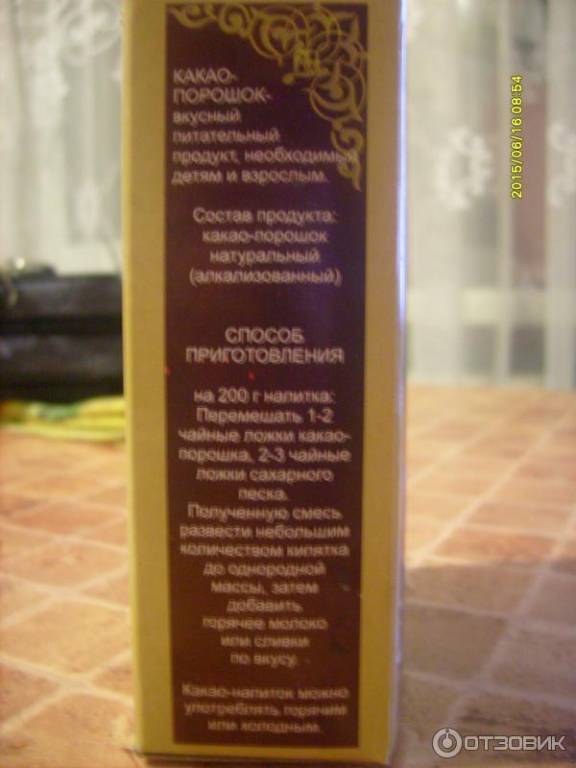 КАКАО-
ПОРОШОК-
вкусный
питательный
продукт, необходимый
детям и взрослым.
Состав продукта:
какао-порошок
натуральный
(алкализованный)
СПОСОБ
ПРИГОТОВЛЕНИЯ
на 200 г напитка:
Перемешать 1-2
чайные ложки какао-
порошка, 2-3 чайные
ложки сахарного
песка.
Полученную смесь
развести небольшим
количеством кипятка
до однородной
массы, затем
добавить
горячее молоко
или сливки
по вкусу.
Какао-напиток можно
употреблять горячим
или холодным.
2015/06/16 08:54
ОТЗОВИК